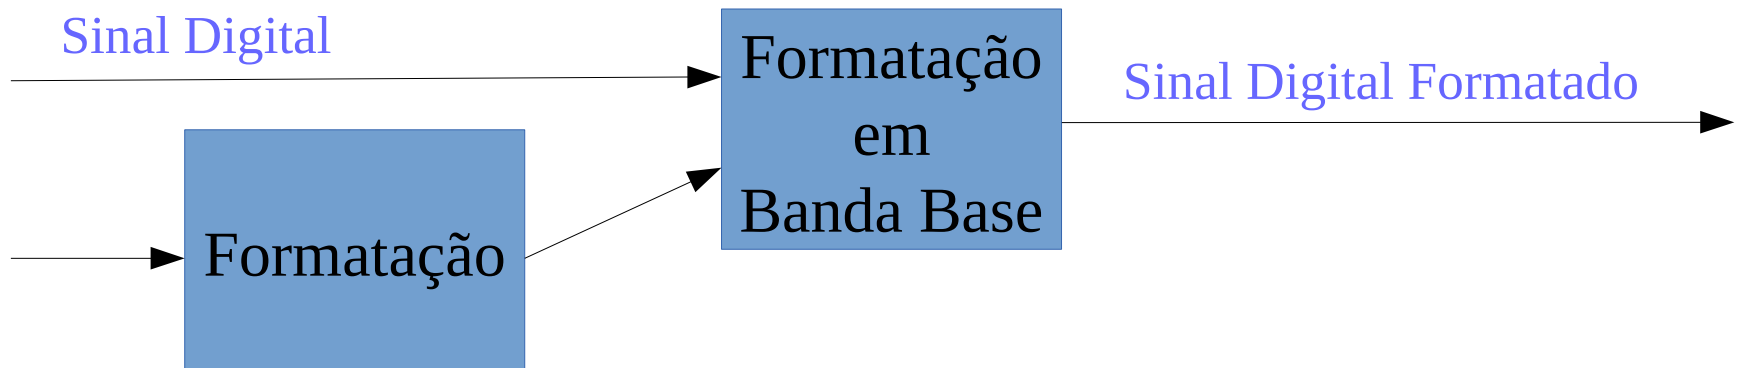 Sinal Digital
Formatação
em
Banda Base
Sinal Digital Formatado
Formatação